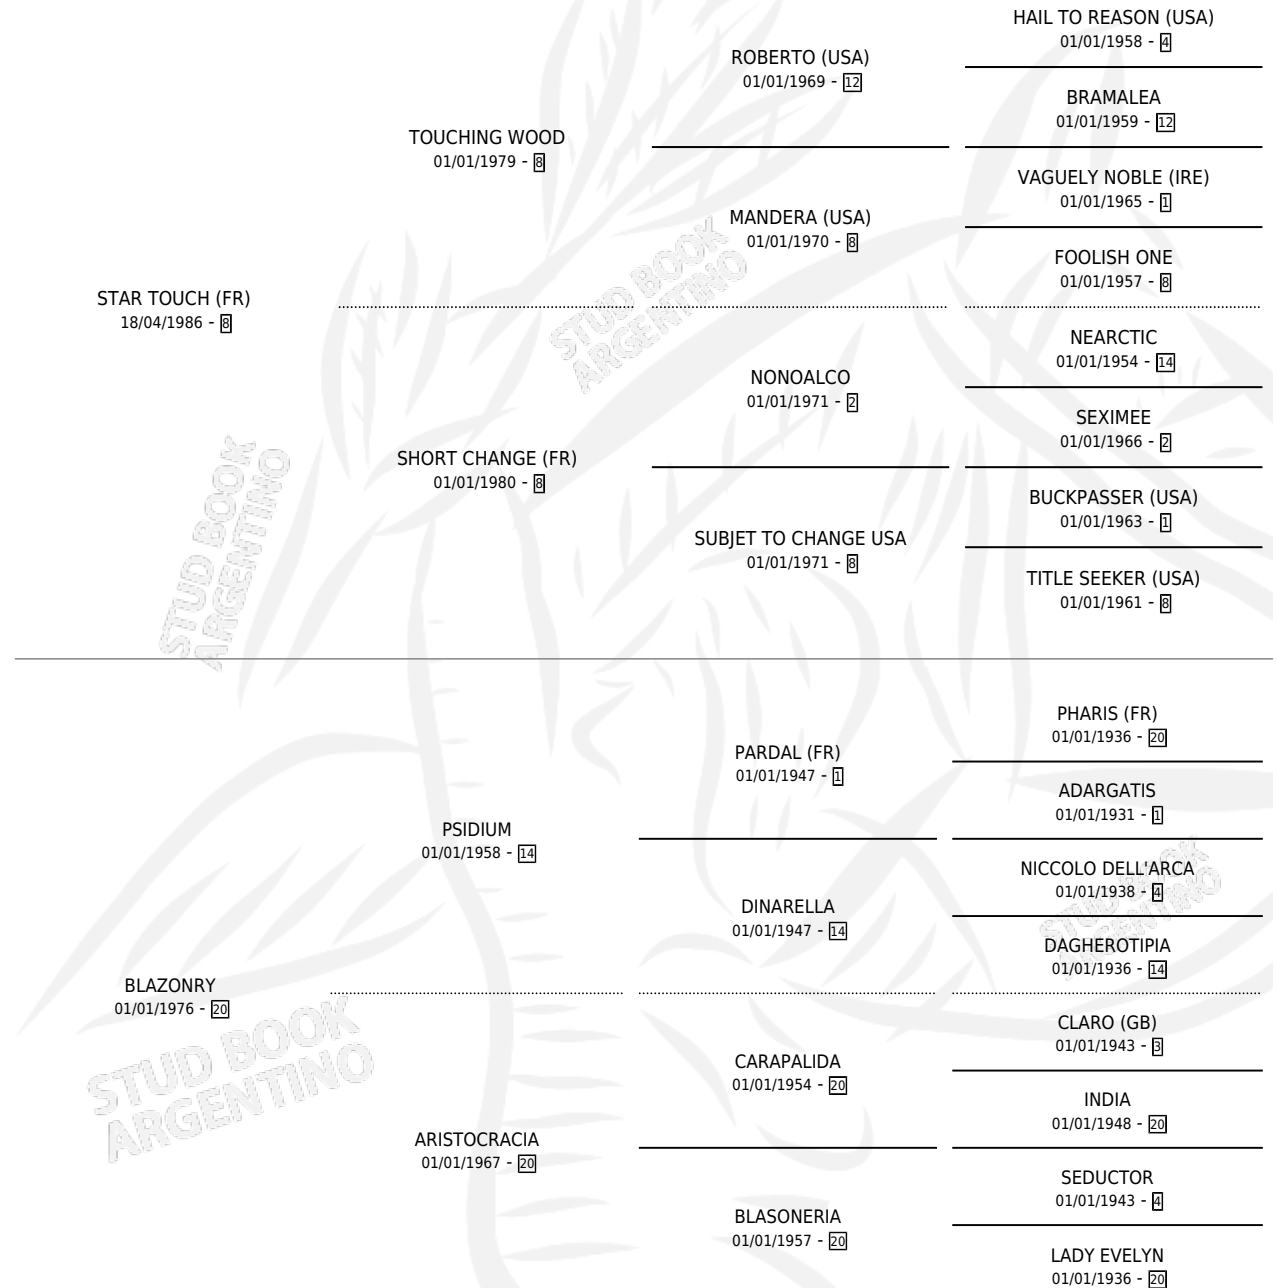 HAIL TO REASON (USA)
01/01/1958 - 4
ROBERTO (USA)
01/01/1969 - 12
BRAMALEA
01/01/1959 - 12
TOUCHING WOOD
01/01/1979 - 8
VAGUELY NOBLE (IRE)
01/01/1965 - 1
MANDERA (USA)
01/01/1970 - 8
FOOLISH ONE
01/01/1957 - 8
STAR TOUCH (FR)
18/04/1986 - 8
NEARCTIC
01/01/1954 - 14
NONOALCO
01/01/1971 - 2
SEXIMEE
01/01/1966 - 2
SHORT CHANGE (FR)
01/01/1980 - 8
BUCKPASSER (USA)
01/01/1963 - 1
SUBJET TO CHANGE USA
01/01/1971 - 8
TITLE SEEKER (USA)
01/01/1961 - 8
PHARIS (FR)
01/01/1936 - 20
PARDAL (FR)
01/01/1947 - 1
ADARGATIS
01/01/1931 - 1
PSIDIUM
01/01/1958 - 14
NICCOLO DELL'ARCA
01/01/1938 - 4
DINARELLA
01/01/1947 - 14
DAGHEROTIPIA
01/01/1936 - 14
BLAZONRY
01/01/1976 - 20
CLARO (GB)
01/01/1943 - 3
CARAPALIDA
01/01/1954 - 20
INDIA
01/01/1948 - 20
ARISTOCRACIA
01/01/1967 - 20
SEDUCTOR
01/01/1943 - 4
BLASONERIA
01/01/1957 - 20
LADY EVELYN
01/01/1936 - 20
STUD BOOK
ARGENTINO
STUD BOOK
ARGENTINO
STUD BOOK
ARGENTINO
STUD BOOK
ARGENTINO